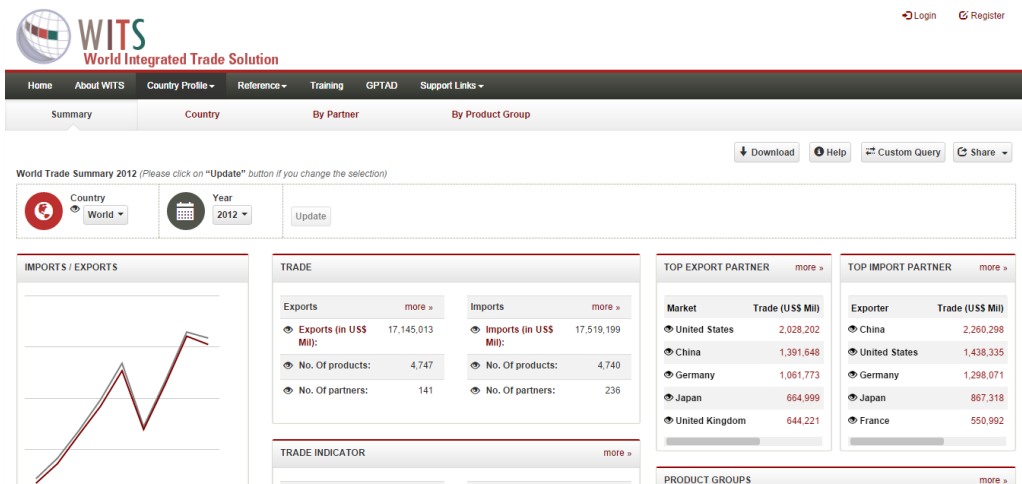 Login Register
WITS
World Integrated Trade Solution
Home About WITS Country Profile Reference Training GPTAD Support Links
Summary Country By Partner By Product Group
Download Help Custom Query Share
World Trade Summary 2012 (Please click on "Update" button if you change the selection)
Country
World
Year
2012
Update
IMPORTS / EXPORTS
TRADE
Exports more »
Exports (in US$ Mil): 17,145,013
No. Of products: 4,747
No. Of partners: 141
Imports more »
Imports (in US$ Mil): 17,519,199
No. Of products: 4,740
No. Of partners: 236
TRADE INDICATOR more »
TOP EXPORT PARTNER more »
Market Trade (US$ Mil)
United States 2,028,202
China 1,391,648
Germany 1,061,773
Japan 664,999
United Kingdom 644,221
TOP IMPORT PARTNER more »
Exporter Trade (US$ Mil)
China 2,260,298
United States 1,438,335
Germany 1,298,071
Japan 867,318
France 550,992
PRODUCT GROUPS more »